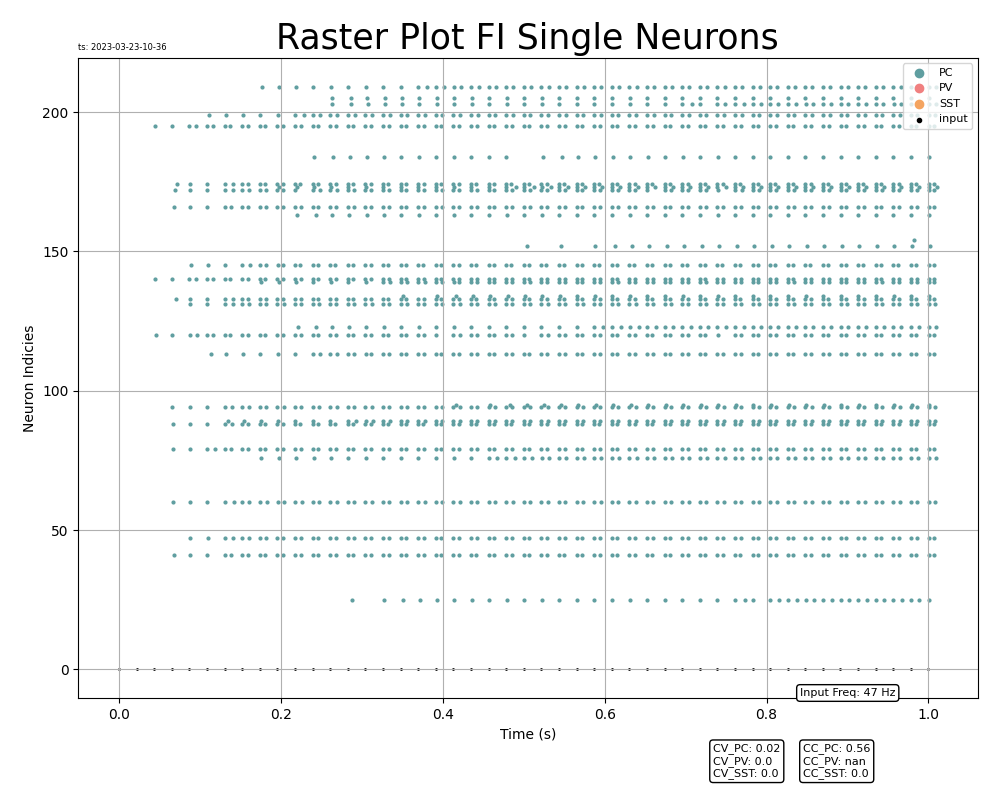 Raster Plot FI Single Neurons
ts: 2023-03-23-10-36
PC
PV
SST
input
200
150
100
50
0
Neuron Indicies
Input Freq: 47 Hz
0.0 0.2 0.4 0.6 0.8 1.0
Time (s)
CV_PC: 0.02
CV_PV: 0.0
CV_SST: 0.0
CC_PC: 0.56
CC_PV: nan
CC_SST: 0.0